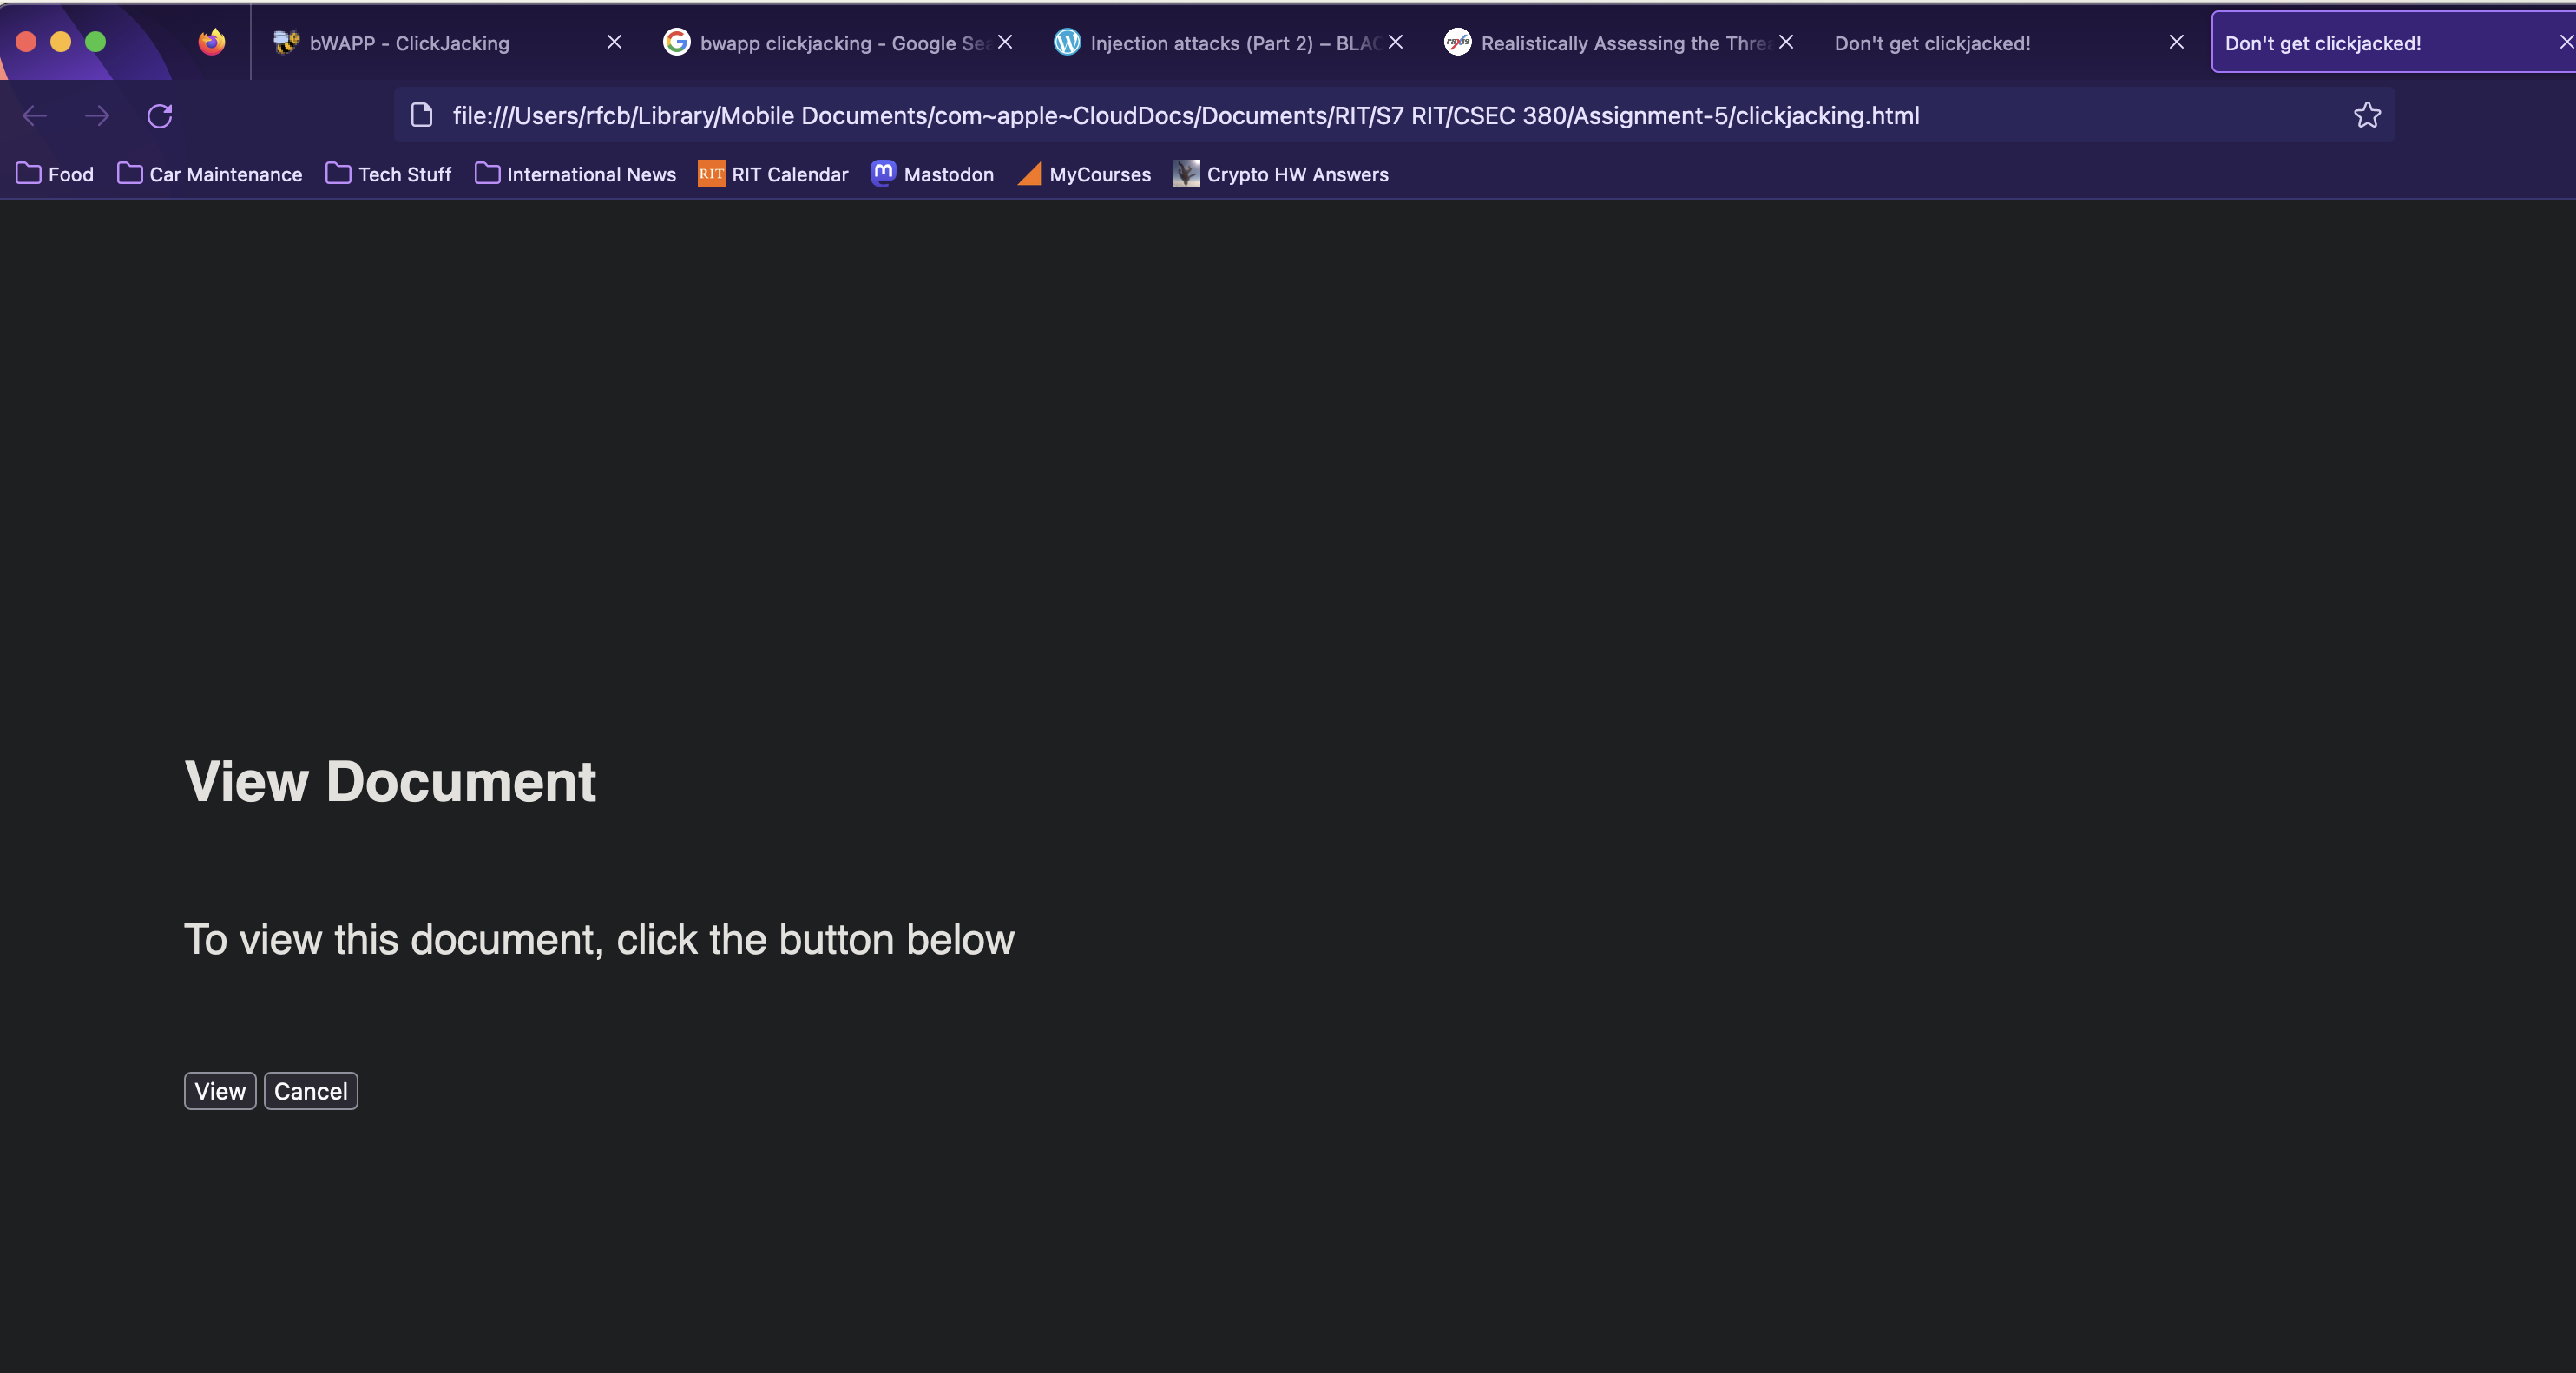 bWAPP - ClickJacking
bwapp clickjacking - Google Sea
Injection attacks (Part 2) – BLAC
Realistically Assessing the Threa
Don't get clickjacked!
Don't get clickjacked!
file:///Users/rfcb/Library/Mobile Documents/com~apple~CloudDocs/Documents/RIT/S7 RIT/CSEC 380/Assignment-5/clickjacking.html
Food Car Maintenance Tech Stuff International News RIT RIT Calendar Mastodon MyCourses Crypto HW Answers
View Document
To view this document, click the button below
View Cancel